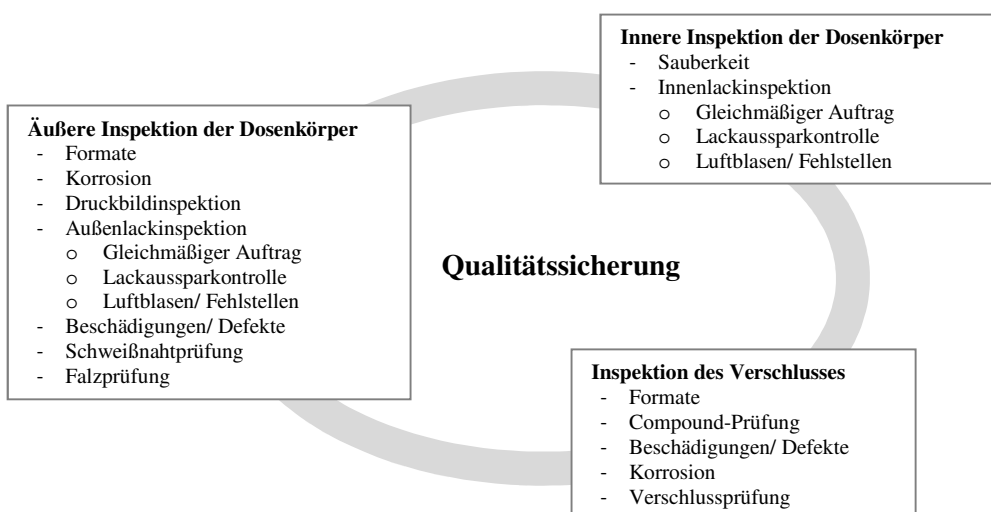 Innere Inspektion der Dosenkörper
- Sauberkeit
- Innenlackinspektion
o Gleichmäßiger Auftrag
o Lackaussparkontrolle
o Luftblasen/ Fehlstellen
Äußere Inspektion der Dosenkörper
- Formate
- Korrosion
- Druckbildinspektion
- Außenlackinspektion
o Gleichmäßiger Auftrag
o Lackaussparkontrolle
o Luftblasen/ Fehlstellen
- Beschädigungen/ Defekte
- Schweißnahtprüfung
- Falzprüfung
Qualitätssicherung
Inspektion des Verschlusses
- Formate
- Compound-Prüfung
- Beschädigungen/ Defekte
- Korrosion
- Verschlussprüfung